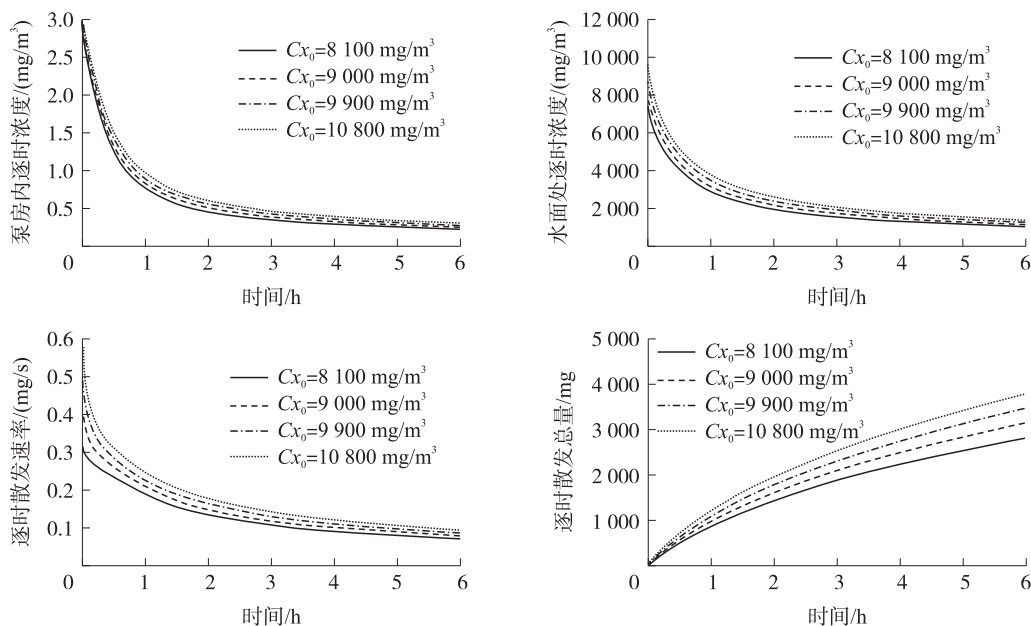 泵房内逐时浓度/(mg/m³)
3.0
2.5
2.0
1.5
1.0
0.5
Cx₀=8 100 mg/m³
Cx₀=9 000 mg/m³
Cx₀=9 900 mg/m³
Cx₀=10 800 mg/m³
0 1 2 3 4 5 6
时间/h
水面处逐时浓度/(mg/m³)
12 000
10 000
8 000
6 000
4 000
2 000
Cx₀=8 100 mg/m³
Cx₀=9 000 mg/m³
Cx₀=9 900 mg/m³
Cx₀=10 800 mg/m³
0 1 2 3 4 5 6
时间/h
逐时散发速率/(mg/s)
0.6
0.5
0.4
0.3
0.2
0.1
Cx₀=8 100 mg/m³
Cx₀=9 000 mg/m³
Cx₀=9 900 mg/m³
Cx₀=10 800 mg/m³
0 1 2 3 4 5 6
时间/h
逐时散发总量/mg
5 000
4 000
3 000
2 000
1 000
Cx₀=8 100 mg/m³
Cx₀=9 000 mg/m³
Cx₀=9 900 mg/m³
Cx₀=10 800 mg/m³
0 1 2 3 4 5 6
时间/h